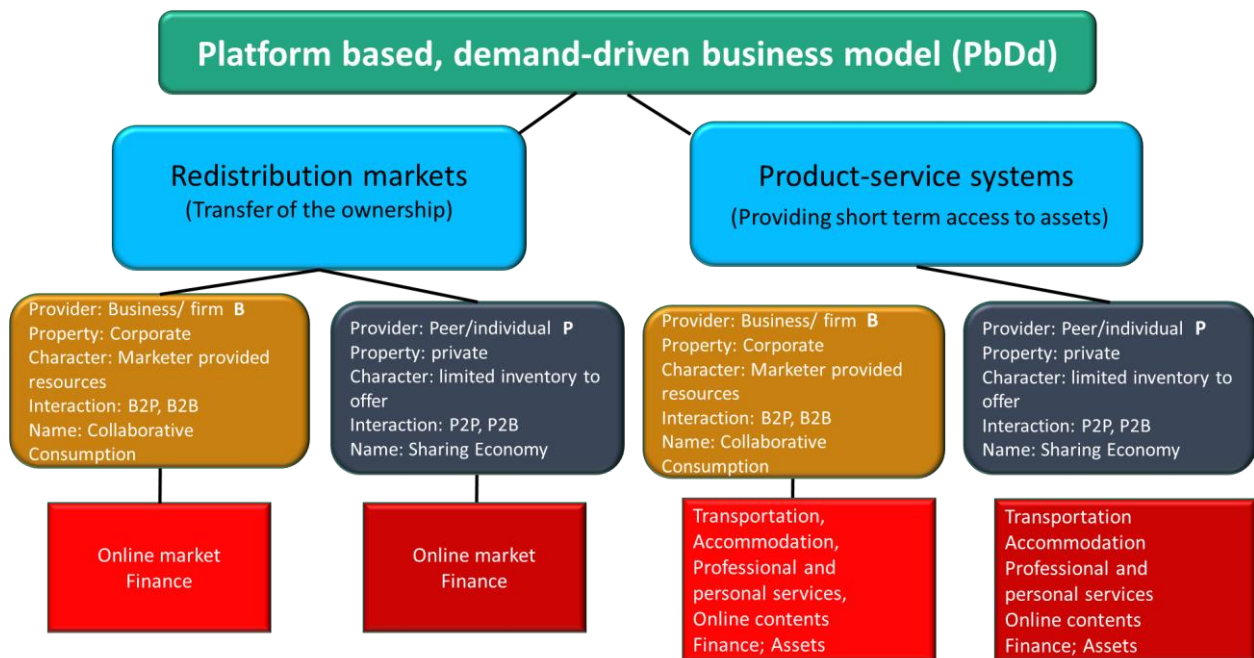 Platform based, demand-driven business model (PbDd)
Redistribution markets
(Transfer of the ownership)
Product-service systems
(Providing short term access to assets)
Provider: Business/ firm B
Property: Corporate
Character: Marketer provided
resources
Interaction: B2P, B2B
Name: Collaborative
Consumption
Provider: Peer/individual P
Property: private
Character: limited inventory to
offer
Interaction: P2P, P2B
Name: Sharing Economy
Provider: Business/ firm B
Property: Corporate
Character: Marketer provided
resources
Interaction: B2P, B2B
Name: Collaborative
Consumption
Provider: Peer/individual P
Property: private
Character: limited inventory to
offer
Interaction: P2P, P2B
Name: Sharing Economy
Online market
Finance
Online market
Finance
Transportation,
Accommodation,
Professional and
personal services,
Online contents
Finance; Assets
Transportation
Accommodation
Professional and
personal services
Online contents
Finance; Assets